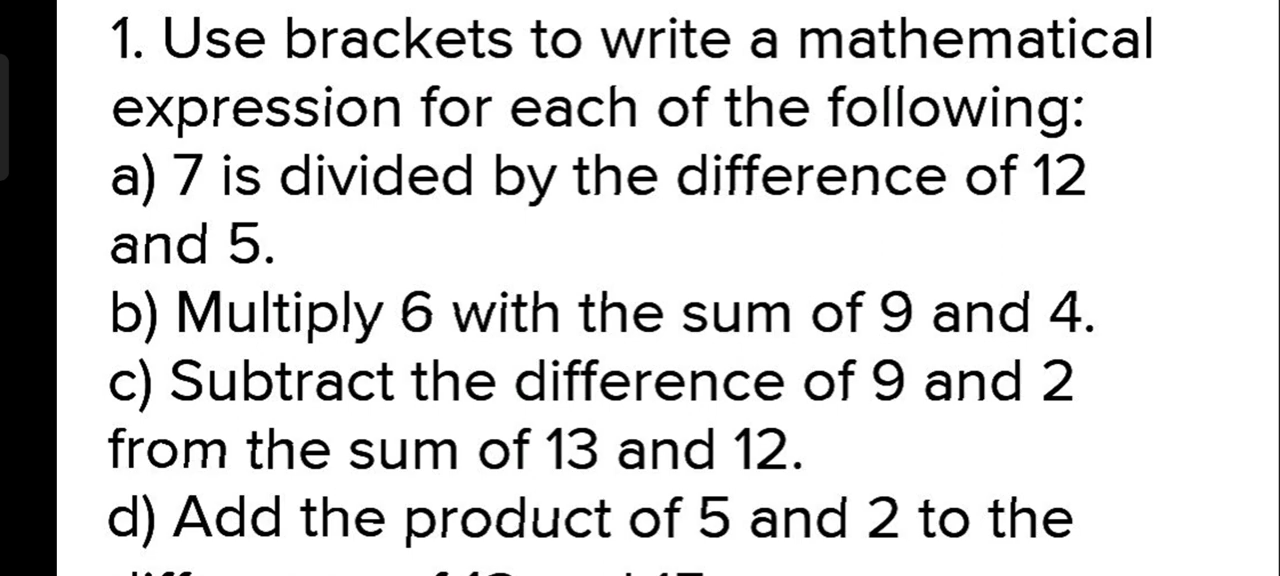 1. Use brackets to write a mathematical
expression for each of the following:
a) 7 is divided by the difference of 12
and 5.
b) Multiply 6 with the sum of 9 and 4.
c) Subtract the difference of 9 and 2
from the sum of 13 and 12.
d) Add the product of 5 and 2 to the